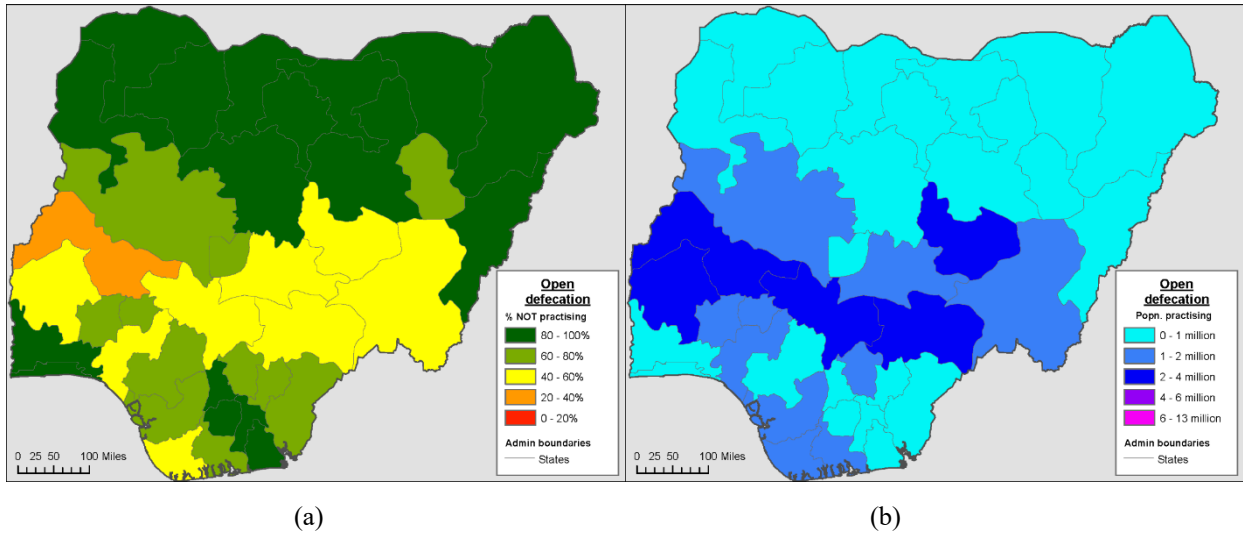 Open
defecation
% NOT practising
80 - 100%
60 - 80%
40 - 60%
20 - 40%
0 - 20%
Admin boundaries
States
0 25 50 100 Miles
Open
defecation
Popn. practising
0 - 1 million
1 - 2 million
2 - 4 million
4 - 6 million
6 - 13 million
Admin boundaries
States
0 25 50 100 Miles
(a)
(b)